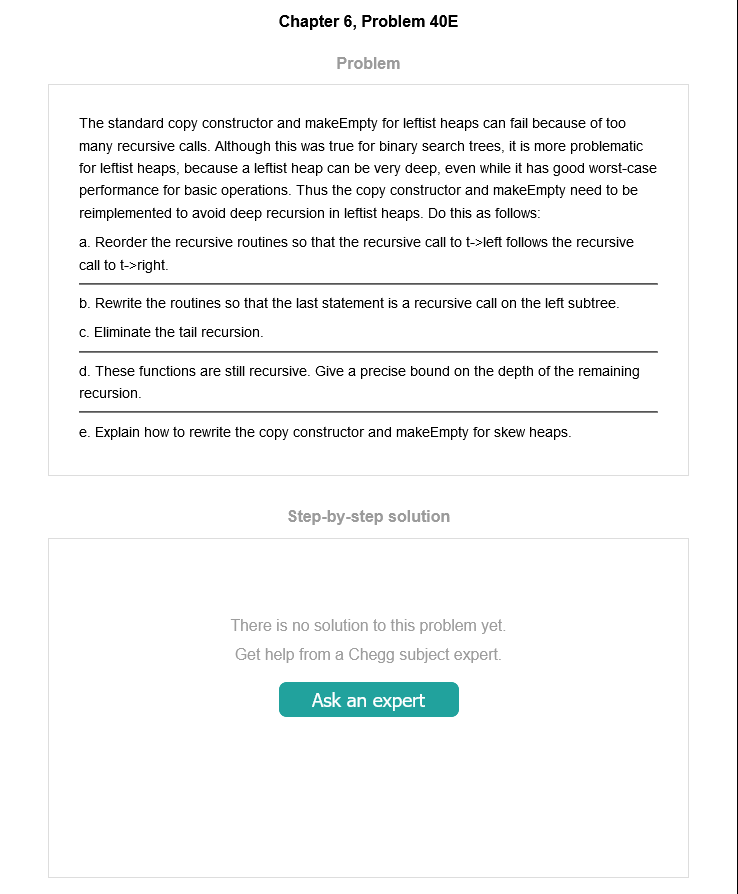 Chapter 6, Problem 40E
Problem
The standard copy constructor and makeEmpty for leftist heaps can fail because of too
many recursive calls. Although this was true for binary search trees, it is more problematic
for leftist heaps, because a leftist heap can be very deep, even while it has good worst-case
performance for basic operations. Thus the copy constructor and makeEmpty need to be
reimplemented to avoid deep recursion in leftist heaps. Do this as follows:
a. Reorder the recursive routines so that the recursive call to t->left follows the recursive
call to t->right.
b. Rewrite the routines so that the last statement is a recursive call on the left subtree.
c. Eliminate the tail recursion.
d. These functions are still recursive. Give a precise bound on the depth of the remaining
recursion.
e. Explain how to rewrite the copy constructor and makeEmpty for skew heaps.
Step-by-step solution
There is no solution to this problem yet.
Get help from a Chegg subject expert.
Ask an expert